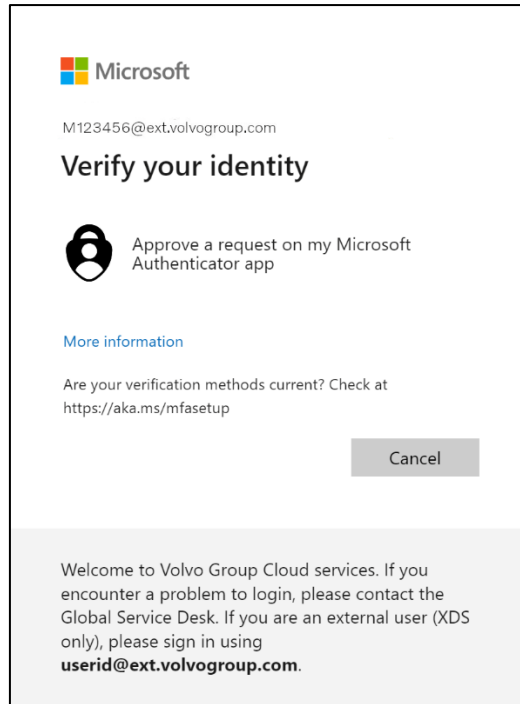 Microsoft
M123456@ext.volvogroup.com
Verify your identity
Approve a request on my Microsoft
Authenticator app
More information
Are your verification methods current? Check at
https://aka.ms/mfasetup
Cancel
Welcome to Volvo Group Cloud services. If you
encounter a problem to login, please contact the
Global Service Desk. If you are an external user (XDS
only), please sign in using
userid@ext.volvogroup.com.